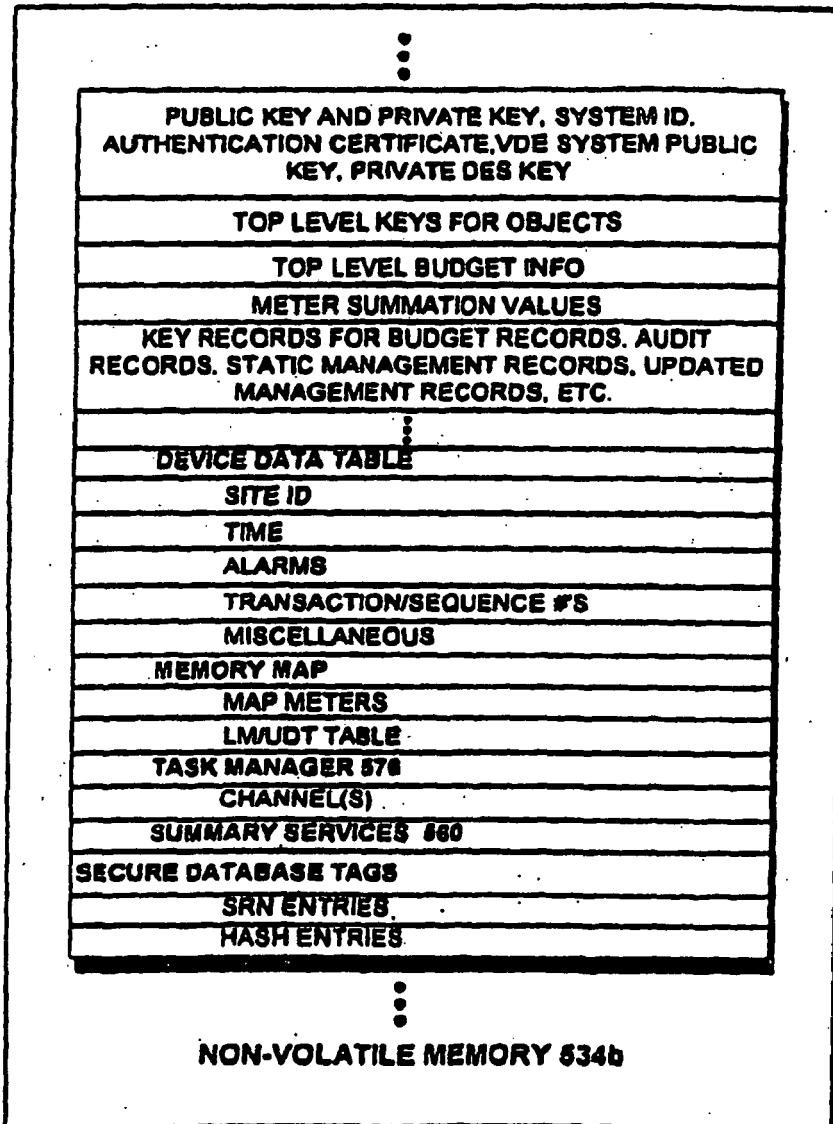 PUBLIC KEY AND PRIVATE KEY, SYSTEM ID,
AUTHENTICATION CERTIFICATE,VDE SYSTEM PUBLIC
KEY, PRIVATE DES KEY
TOP LEVEL KEYS FOR OBJECTS
TOP LEVEL BUDGET INFO
METER SUMMATION VALUES
KEY RECORDS FOR BUDGET RECORDS. AUDIT
RECORDS. STATIC MANAGEMENT RECORDS, UPDATED
MANAGEMENT RECORDS, ETC.
DEVICE DATA TABLE
SITE ID
TIME
ALARMS
TRANSACTION/SEQUENCE #'S
MISCELLANEOUS
MEMORY MAP
MAP METERS
LM/UDT TABLE
TASK MANAGER 576
CHANNEL(S)
SUMMARY SERVICES 560
SECURE DATABASE TAGS
SRN ENTRIES
HASH ENTRIES
NON-VOLATILE MEMORY 534b